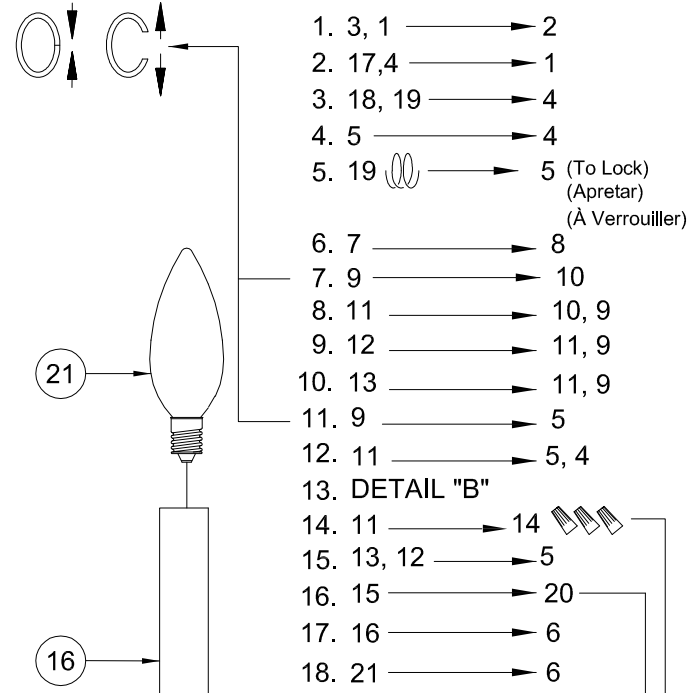 1. 3, 1 2
2. 17,4 1
3. 18, 19 4
4. 5 4
5. 19 5 (To Lock)
(Apretar)
(À Verrouiller)
6. 7 8
7. 9 10
8. 11 10, 9
9. 12 11, 9
10. 13 11, 9
11. 9 5
12. 11 5, 4
13. DETAIL "B"
14. 11 14
15. 13, 12 5
16. 15 20
17. 16 6
18. 21 6
21
16